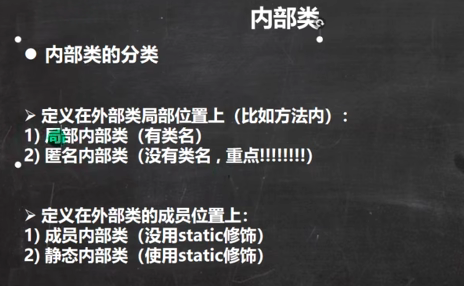 内部类
● 内部类的分类
➢ 定义在外部类局部位置上（比如方法内）：
1) 局部内部类（有类名）
2) 匿名内部类（没有类名，重点!!!!!!!!）
➢ 定义在外部类的成员位置上：
1) 成员内部类（没用static修饰）
2) 静态内部类（使用static修饰）